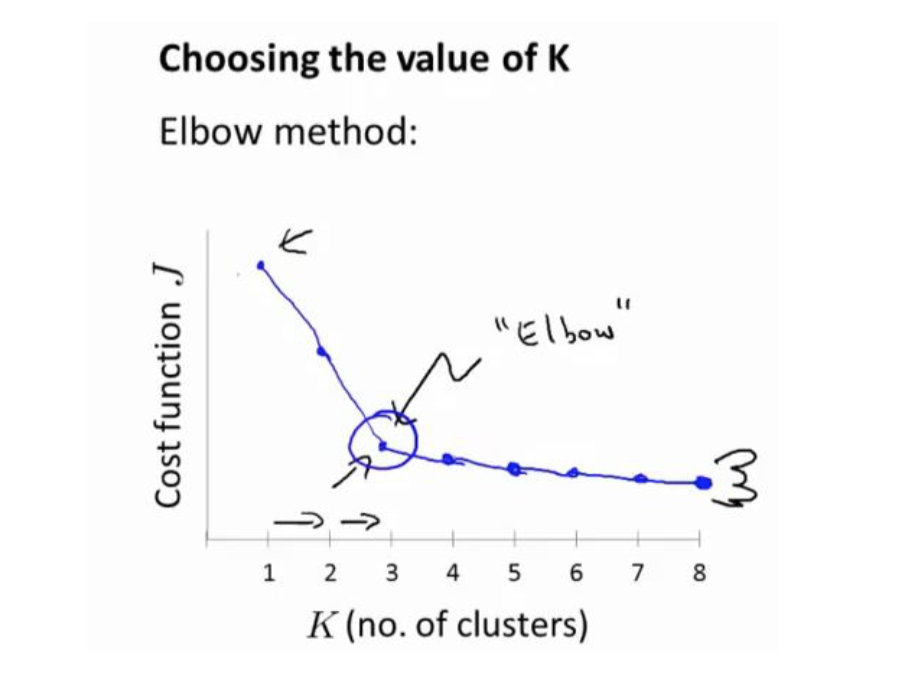 Choosing the value of K
Elbow method:
"Elbow"
Cost function J
1 2 3 4 5 6 7 8
K (no. of clusters)